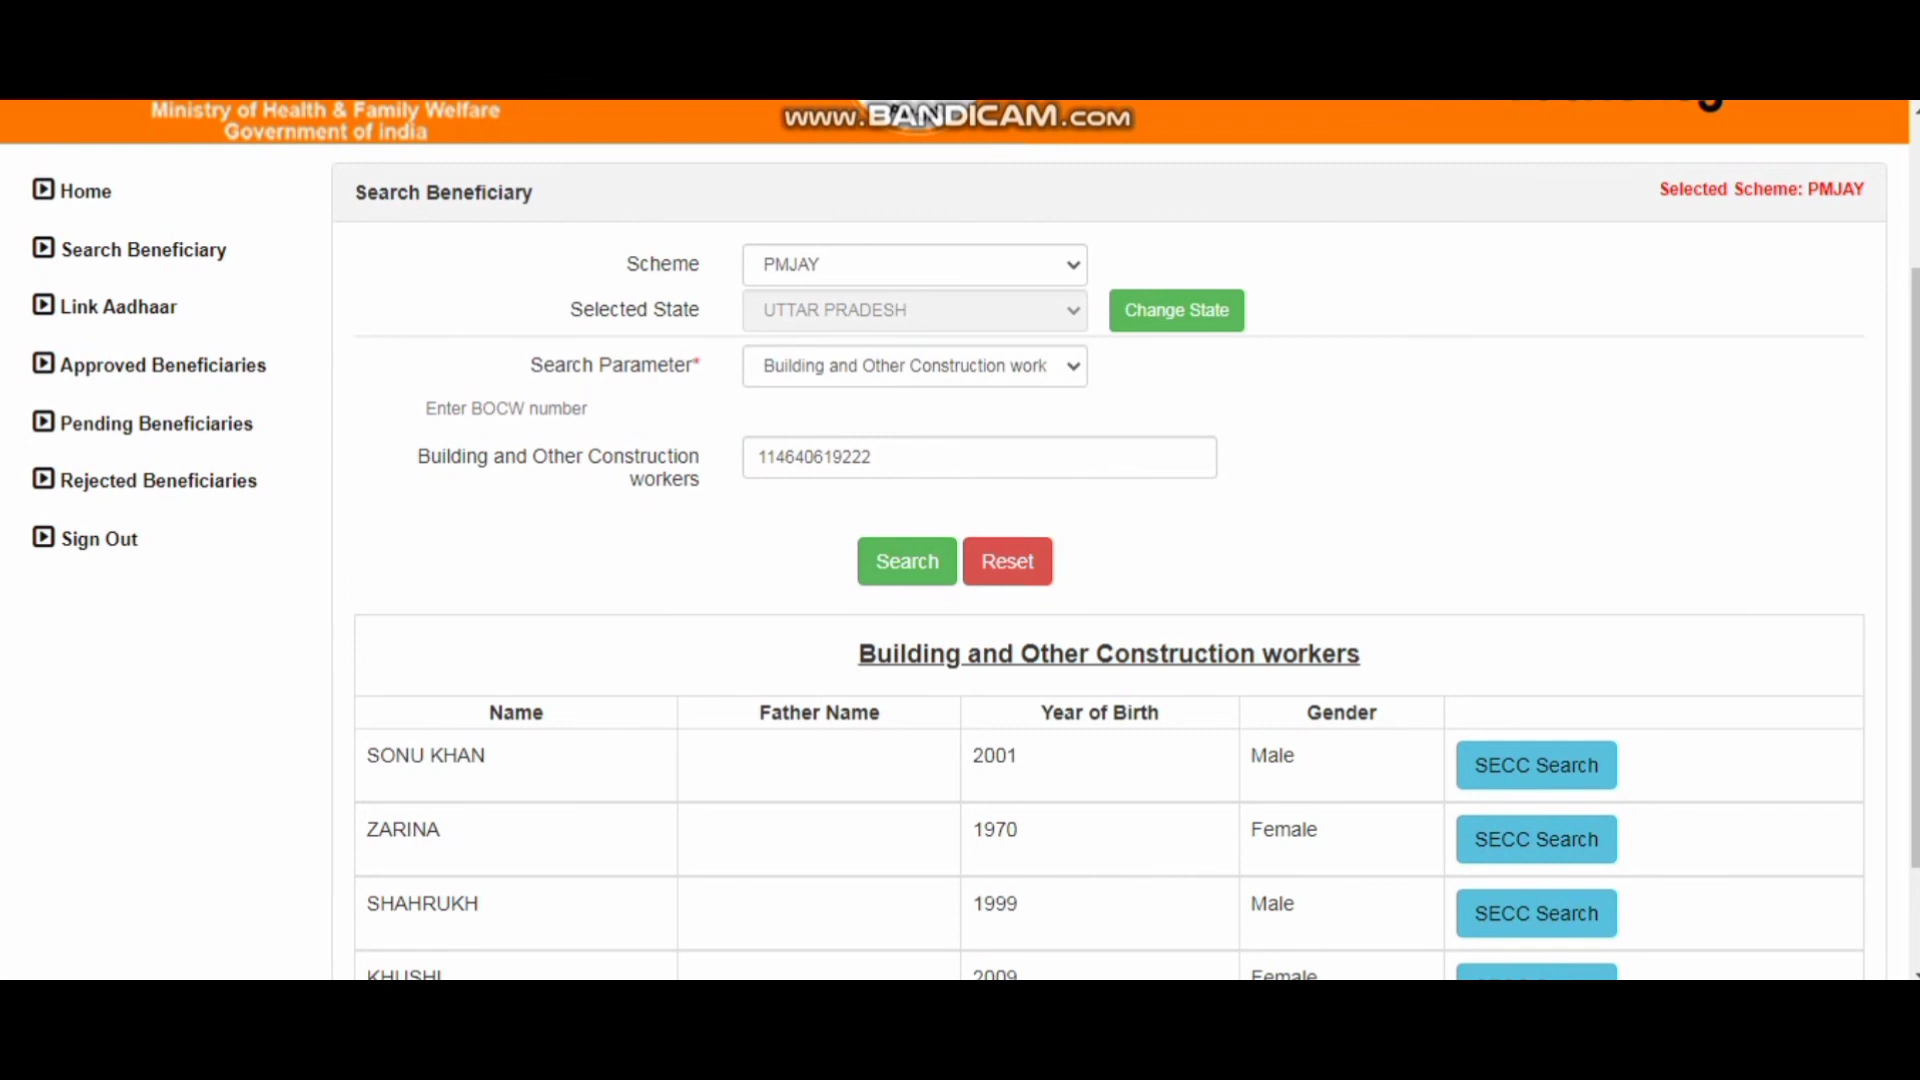 Ministry of Health & Family Welfare
Government of India
www.BANDICAM.com
Home
Search Beneficiary
Link Aadhaar
Approved Beneficiaries
Pending Beneficiaries
Rejected Beneficiaries
Sign Out
Search Beneficiary
Selected Scheme: PMJAY
Scheme PMJAY
Selected State UTTAR PRADESH Change State
Search Parameter* Building and Other Construction work
Enter BOCW number
Building and Other Construction 114640619222
workers
Search Reset
Building and Other Construction workers
Name Father Name Year of Birth Gender
SONU KHAN 2001 Male SECC Search
ZARINA 1970 Female SECC Search
SHAHRUKH 1999 Male SECC Search
KHUSHI 2009 Female